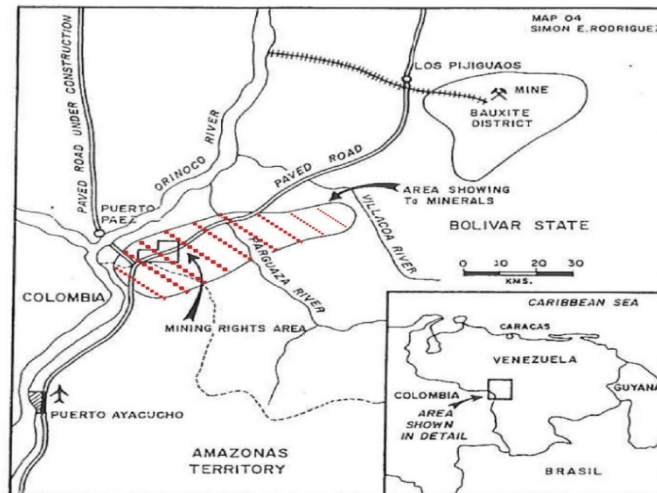 MAP 04
SIMON E. RODRIGUEZ
PAVED ROAD UNDER CONSTRUCTION
ORINOCO RIVER
LOS PIJIGUAOS
MINE
BAUXITE
DISTRICT
PAVED ROAD
PUERTO
PAEZ
AREA SHOWING
To MINERALS
VILLACOA RIVER
BOLIVAR STATE
PARGUAZA RIVER
0 10 20 30
KMS.
COLOMBIA
MINING RIGHTS AREA
PUERTO AYACUCHO
AMAZONAS
TERRITORY
CARIBBEAN SEA
CARACAS
VENEZUELA
GUYANA
COLOMBIA
AREA
SHOWN
IN DETAIL
BRASIL